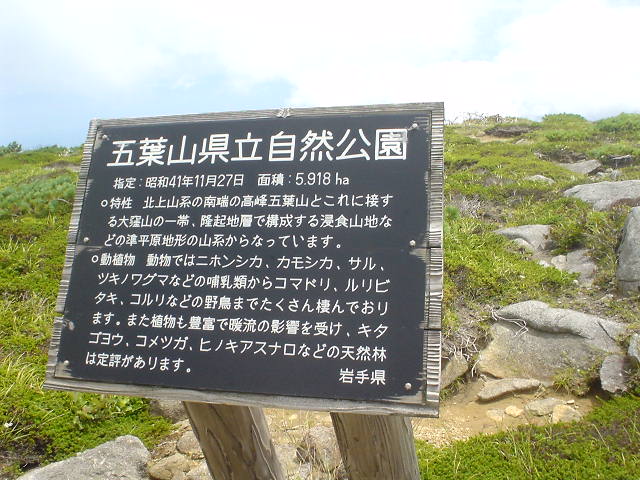 五葉山県立自然公園
指定：昭和41年11月27日　面積：5.918 ha
○特性　北上山系の南端の高峰五葉山とこれに接す
る大窪山の一帯、隆起地層で構成する浸食山地な
どの準平原地形の山系からなっています。
○動植物　動物ではニホンシカ、カモシカ、サル、
ツキノワグマなどの哺乳類からコマドリ、ルリビ
タキ、コルリなどの野鳥までたくさん棲んでおり
ます。また植物も豊富で暖流の影響を受け、キタ
ゴヨウ、コメツガ、ヒノキアスナロなどの天然林
は定評があります。
岩手県